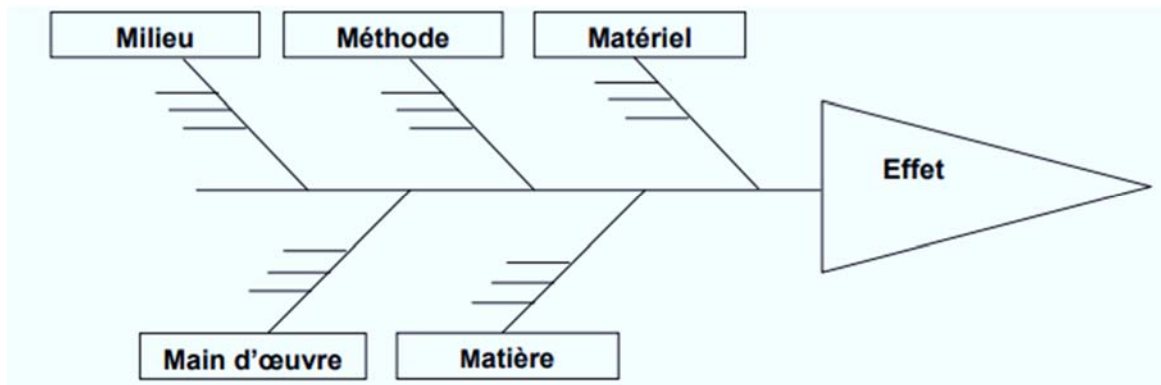 Milieu
Méthode
Matériel
Effet
Main d'œuvre
Matière